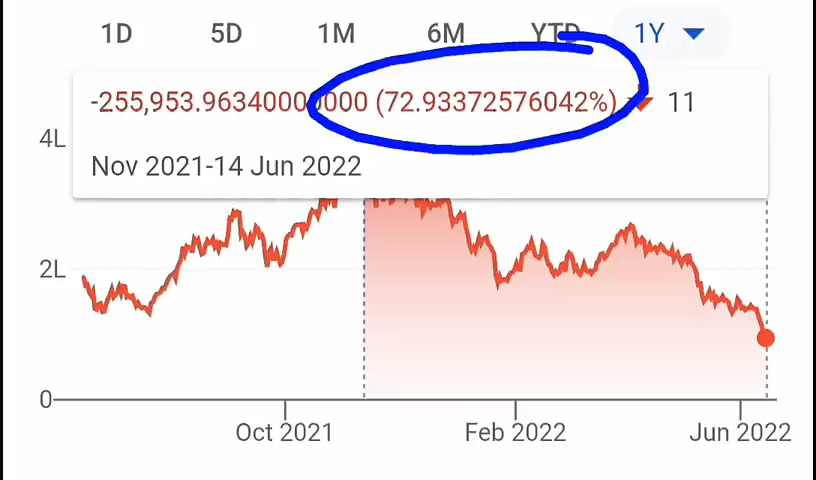 1D 5D 1M 6M YTD 1Y
-255,953.96340000000 (72.93372576042%) 11
4L
Nov 2021-14 Jun 2022
2L
0
Oct 2021 Feb 2022 Jun 2022